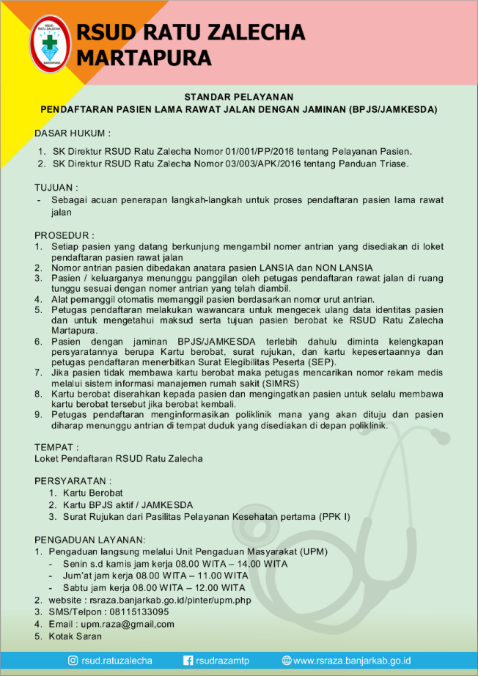 RSUD RATU ZALECHA
MARTAPURA
STANDAR PELAYANAN
PENDAFTARAN PASIEN LAMA RAWAT JALAN DENGAN JAMINAN (BPJS/JAMKESDA)
DASAR HUKUM :
1. SK Direktur RSUD Ratu Zalecha Nomor 01/001/PP/2016 tentang Pelayanan Pasien.
2. SK Direktur RSUD Ratu Zalecha Nomor 03/003/APK/2016 tentang Panduan Triase.
TUJUAN :
- Sebagai acuan penerapan langkah-langkah untuk proses pendaftaran pasien lama rawat
jalan
PROSEDUR :
1. Setiap pasien yang datang berkunjung mengambil nomer antrian yang disediakan di loket
pendaftaran pasien rawat jalan
2. Nomor antrian pasien dibedakan anatara pasien LANSIA dan NON LANSIA
3. Pasien / keluarganya menunggu panggilan oleh petugas pendaftaran rawat jalan di ruang
tunggu sesuai dengan nomer antrian yang telah diambil.
4. Alat pemanggil otomatis memanggil pasien berdasarkan nomor urut antrian.
5. Petugas pendaftaran melakukan wawancara untuk mengecek ulang data identitas pasien
dan untuk mengetahui maksud serta tujuan pasien berobat ke RSUD Ratu Zalecha
Martapura.
6. Pasien dengan jaminan BPJS/JAMKESDA terlebih dahulu diminta kelengkapan
persyaratannya berupa Kartu berobat, surat rujukan, dan kartu kepesertaannya dan
petugas pendaftaran menerbitkan Surat Elegibilitas Peserta (SEP).
7. Jika pasien tidak membawa kartu berobat maka petugas mencarikan nomor rekam medis
melalui sistem informasi manajemen rumah sakit (SIMRS)
8. Kartu berobat diserahkan kepada pasien dan mengingatkan pasien untuk selalu membawa
kartu berobat tersebut jika berobat kembali.
9. Petugas pendaftaran menginformasikan poliklinik mana yang akan dituju dan pasien
diharap menunggu antrian di tempat duduk yang disediakan di depan poliklinik.
TEMPAT :
Loket Pendaftaran RSUD Ratu Zalecha
PERSYARATAN :
1. Kartu Berobat
2. Kartu BPJS aktif / JAMKESDA
3. Surat Rujukan dari Pasilitas Pelayanan Kesehatan pertama (PPK I)
PENGADUAN LAYANAN:
1. Pengaduan langsung melalui Unit Pengaduan Masyarakat (UPM)
- Senin s.d kamis jam kerja 08.00 WITA – 14.00 WITA
- Jum'at jam kerja 08.00 WITA – 11.00 WITA
- Sabtu jam kerja 08.00 WITA – 12.00 WITA
2. website : rsraza.banjarkab.go.id/pinter/upm.php
3. SMS/Telpon : 08115133095
4. Email : upm.raza@gmail,com
5. Kotak Saran
rsud.ratuzalecha rsudrazamtp www.rsraza.banjarkab.go.id